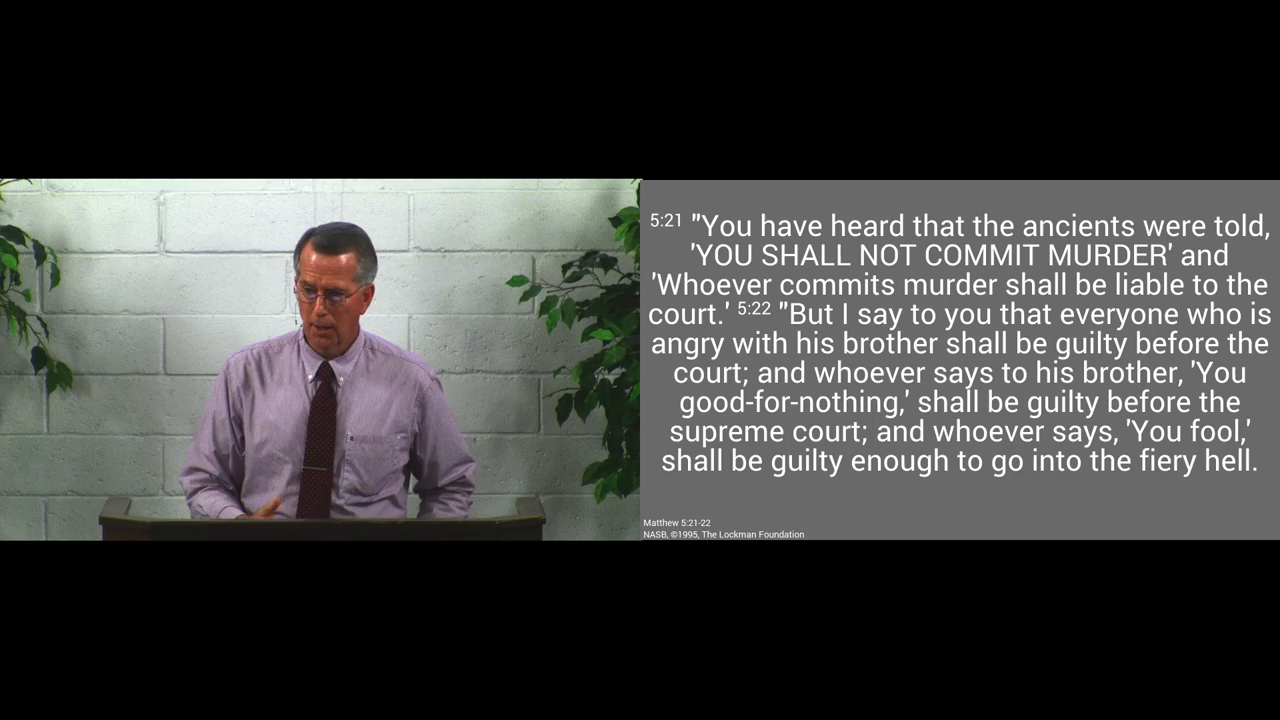 5:21 "You have heard that the ancients were told,
'YOU SHALL NOT COMMIT MURDER' and
'Whoever commits murder shall be liable to the
court.' 5:22 "But I say to you that everyone who is
angry with his brother shall be guilty before the
court; and whoever says to his brother, 'You
good-for-nothing,' shall be guilty before the
supreme court; and whoever says, 'You fool,'
shall be guilty enough to go into the fiery hell.
Matthew 5:21-22
NASB, ©1995, The Lockman Foundation